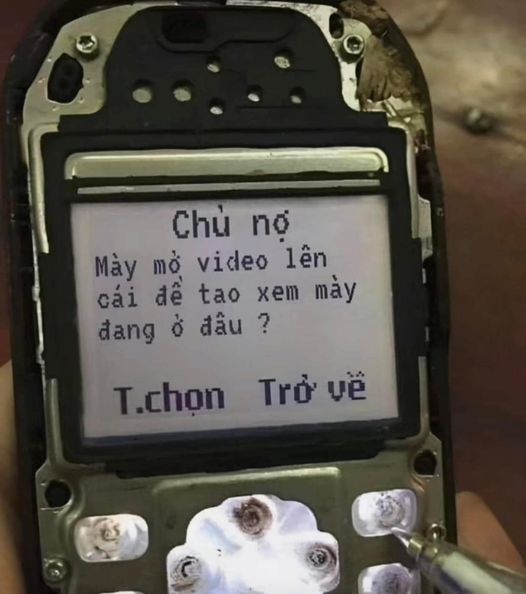 Chủ nợ
Mày mở video lên
cái để tao xem mày
đang ở đâu ?
T.chọn Trở về